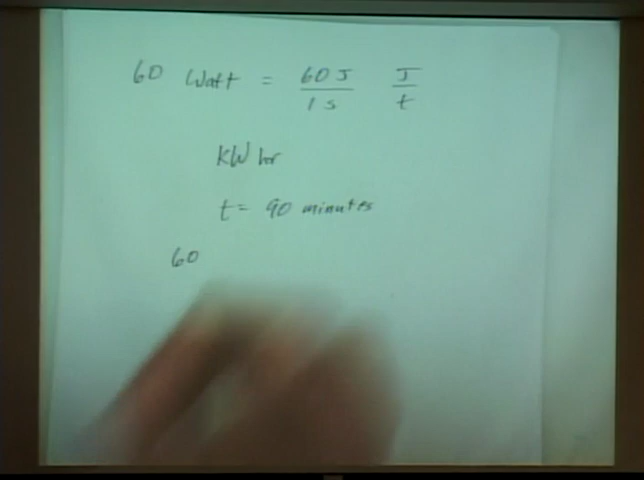 60 Watt = 60 J / 1 s J / t
kW hr
t = 90 minutes
60